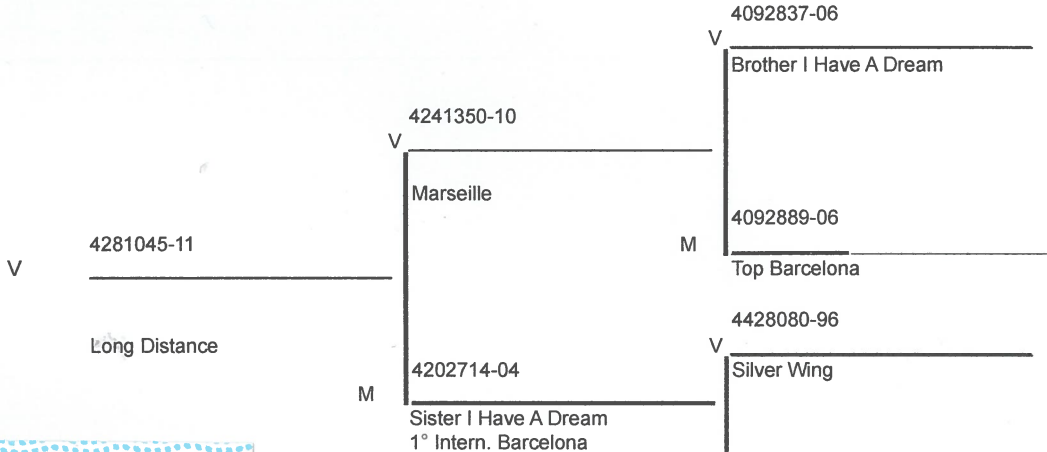 4092837-06
V
Brother I Have A Dream
4241350-10
V
Marseille
4092889-06
M
Top Barcelona
4281045-11
V
Long Distance
4428080-96
V
Silver Wing
4202714-04
M
Sister I Have A Dream
1° Intern. Barcelona